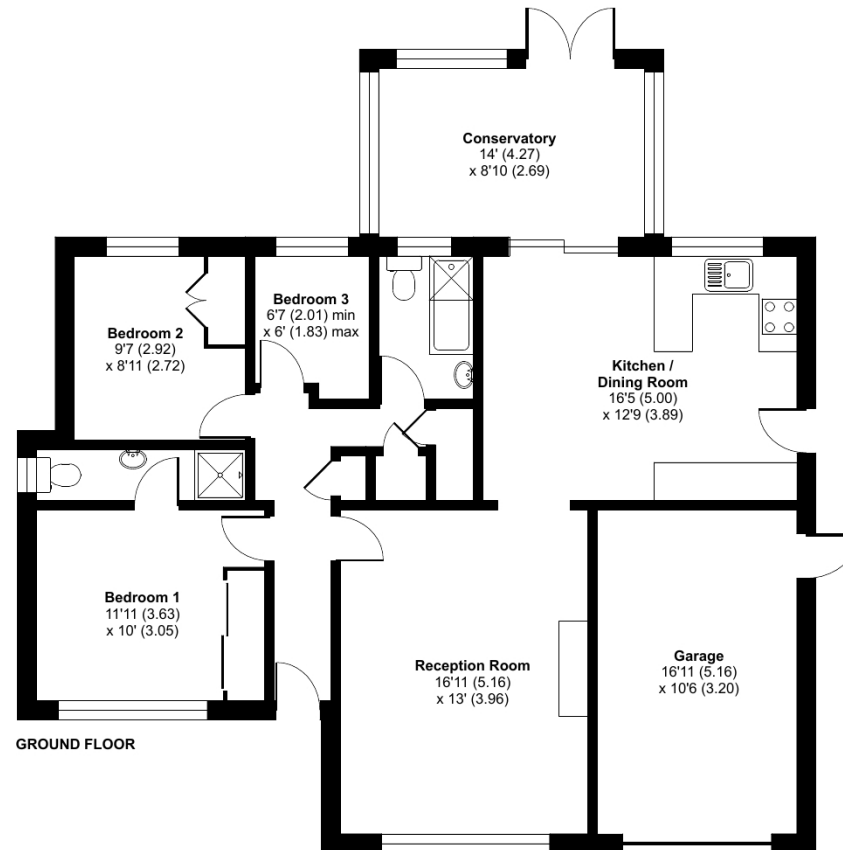 Conservatory
14' (4.27)
x 8'10 (2.69)
Bedroom 3
6'7 (2.01) min
x 6' (1.83) max
Bedroom 2
9'7 (2.92)
x 8'11 (2.72)
Kitchen /
Dining Room
16'5 (5.00)
x 12'9 (3.89)
Bedroom 1
11'11 (3.63)
x 10' (3.05)
Reception Room
16'11 (5.16)
x 13' (3.96)
Garage
16'11 (5.16)
x 10'6 (3.20)
GROUND FLOOR